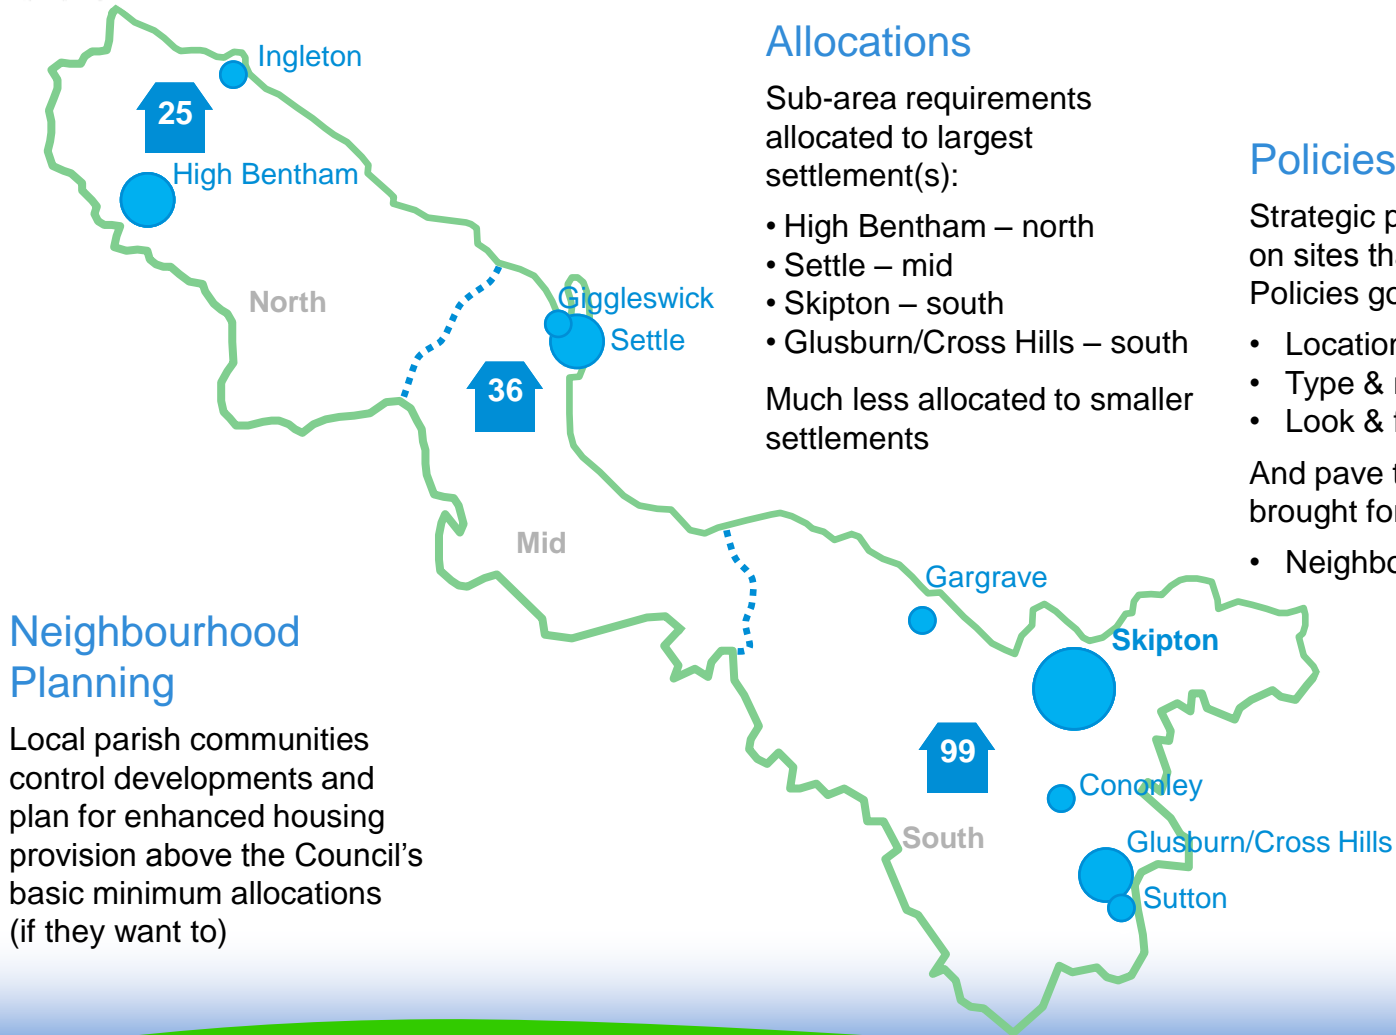 Ingleton
25
High Bentham
North
Giggleswick
Settle
36
Mid
Allocations
Sub-area requirements
allocated to largest
settlement(s):
• High Bentham – north
• Settle – mid
• Skipton – south
• Glusburn/Cross Hills – south
Much less allocated to smaller
settlements
Policies
Strategic
on sites
Policies
• Location
• Type &
• Look &
And pave
brought
•
Gargrave
Skipton
99
Cononley
South
Glusburn/Cross Hills
Sutton
Neighbourhood
Planning
Local parish communities
control developments and
plan for enhanced housing
provision above the Council’s
basic minimum allocations
(if they want to)